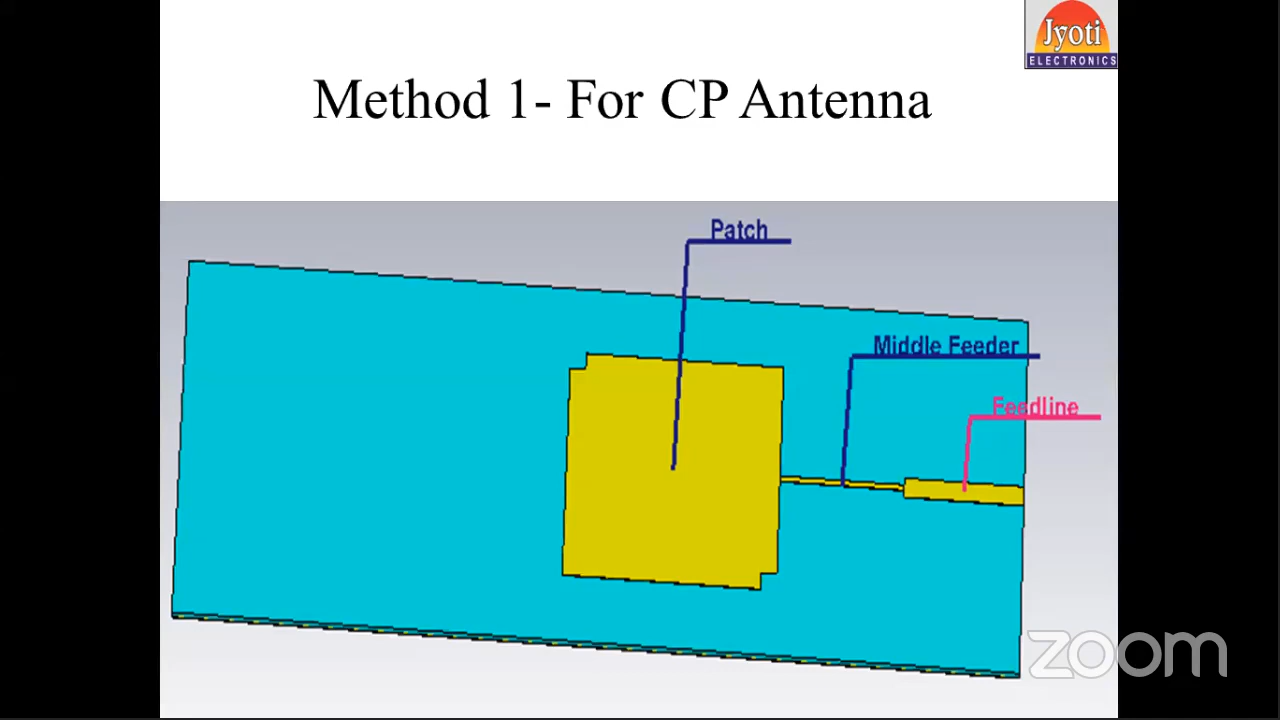 Jyoti
ELECTRONICS
Method 1- For CP Antenna
Patch
Middle Feeder
Feedline
zoom